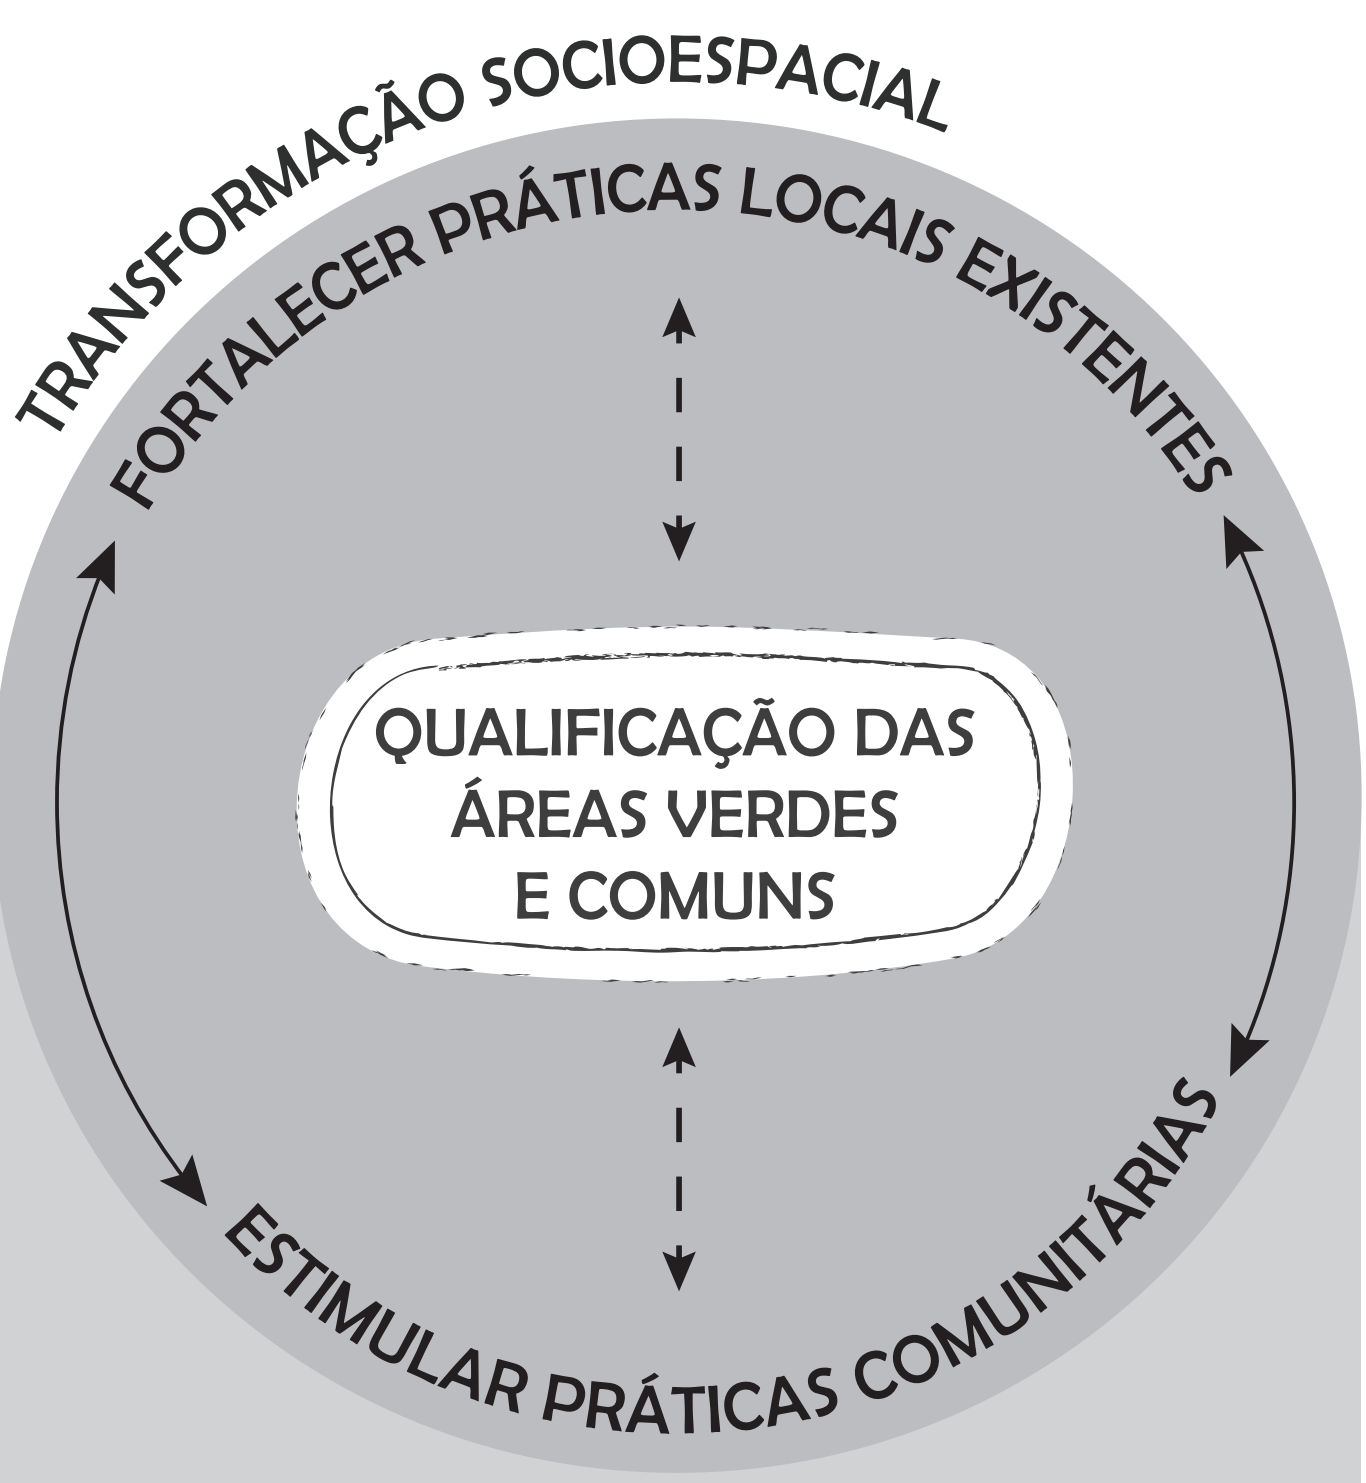 TRANSFORMAÇÃO SOCIOESPACIAL
FORTALECER PRÁTICAS LOCAIS EXISTENTES
QUALIFICAÇÃO DAS
ÁREAS VERDES
E COMUNS
ESTIMULAR PRÁTICAS COMUNITÁRIAS